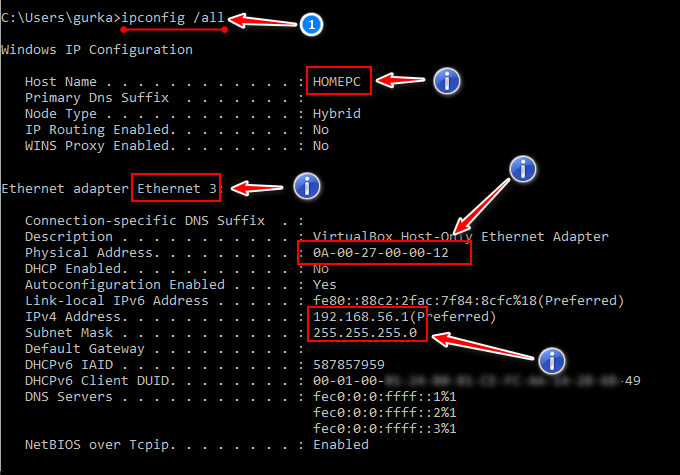 C:\Users\gurka>ipconfig /all
1
Windows IP Configuration
Host Name . . . . . . . . . . . . : HOMEPC
i
Primary Dns Suffix . . . . . . . :
Node Type . . . . . . . . . . . . : Hybrid
IP Routing Enabled. . . . . . . . : No
WINS Proxy Enabled. . . . . . . . : No
i
Ethernet adapter Ethernet 3:
i
Connection-specific DNS Suffix . :
Description . . . . . . . . . . . : VirtualBox Host-Only Ethernet Adapter
Physical Address. . . . . . . . . : 0A-00-27-00-00-12
DHCP Enabled. . . . . . . . . . . : No
Autoconfiguration Enabled . . . . : Yes
Link-local IPv6 Address . . . . . : fe80::88c2:2fac:7f84:8cfc%18(Preferred)
IPv4 Address. . . . . . . . . . . : 192.168.56.1(Preferred)
Subnet Mask . . . . . . . . . . . : 255.255.255.0
Default Gateway . . . . . . . . . :
i
DHCPv6 IAID . . . . . . . . . . . : 587857959
DHCPv6 Client DUID. . . . . . . . : 00-01-00- -49
DNS Servers . . . . . . . . . . . : fec0:0:0:ffff::1%1
fec0:0:0:ffff::2%1
fec0:0:0:ffff::3%1
NetBIOS over Tcpip. . . . . . . . : Enabled